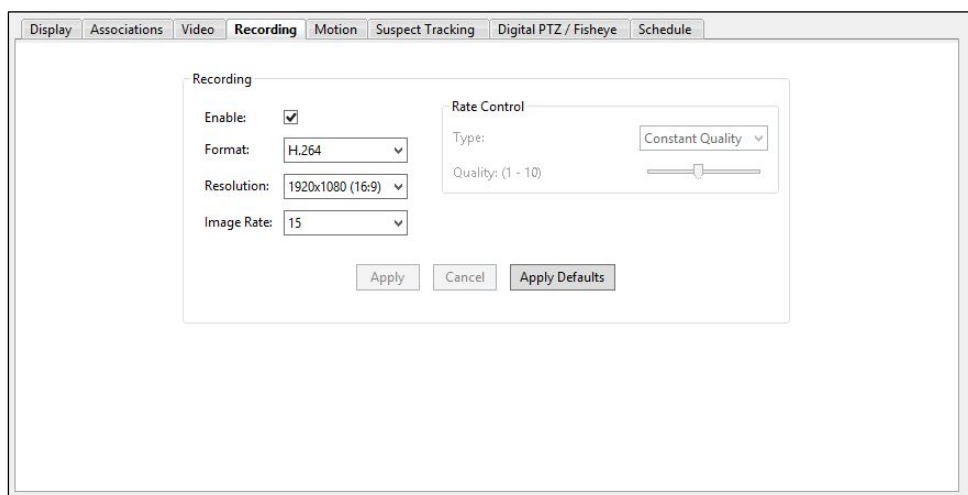 Display Associations Video Recording Motion Suspect Tracking Digital PTZ / Fisheye Schedule
Recording
Enable:
Format: H.264
Resolution: 1920x1080 (16:9)
Image Rate: 15
Rate Control
Type: Constant Quality
Quality: (1 - 10)
Apply Cancel Apply Defaults